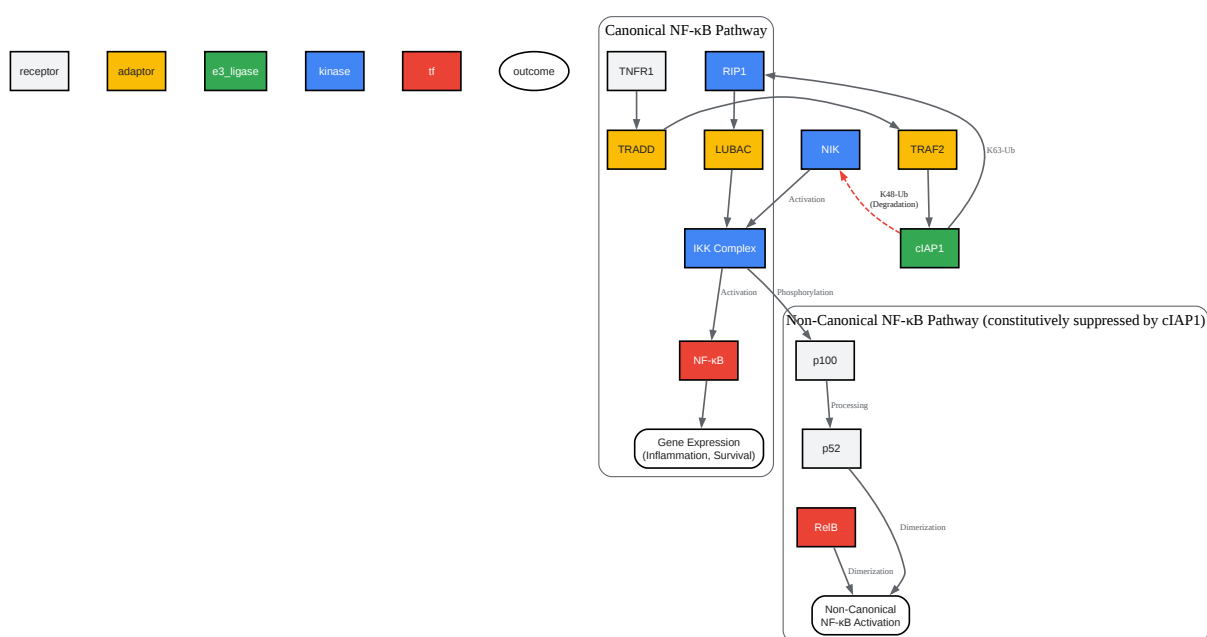 Canonical NF-κB Pathway
receptor
adaptor
e3_ligase
kinase
tf
outcome
TNFR1
RIP1
TRADD
LUBAC
NIK
TRAF2
K63-Ub
K48-Ub
(Degradation)
Activation
IKK Complex
cIAP1
Activation
Phosphorylation
Non-Canonical NF-κB Pathway (constitutively suppressed by cIAP1)
NF-κB
p100
Processing
Gene Expression
(Inflammation, Survival)
p52
RelB
Dimerization
Dimerization
Non-Canonical
NF-κB Activation